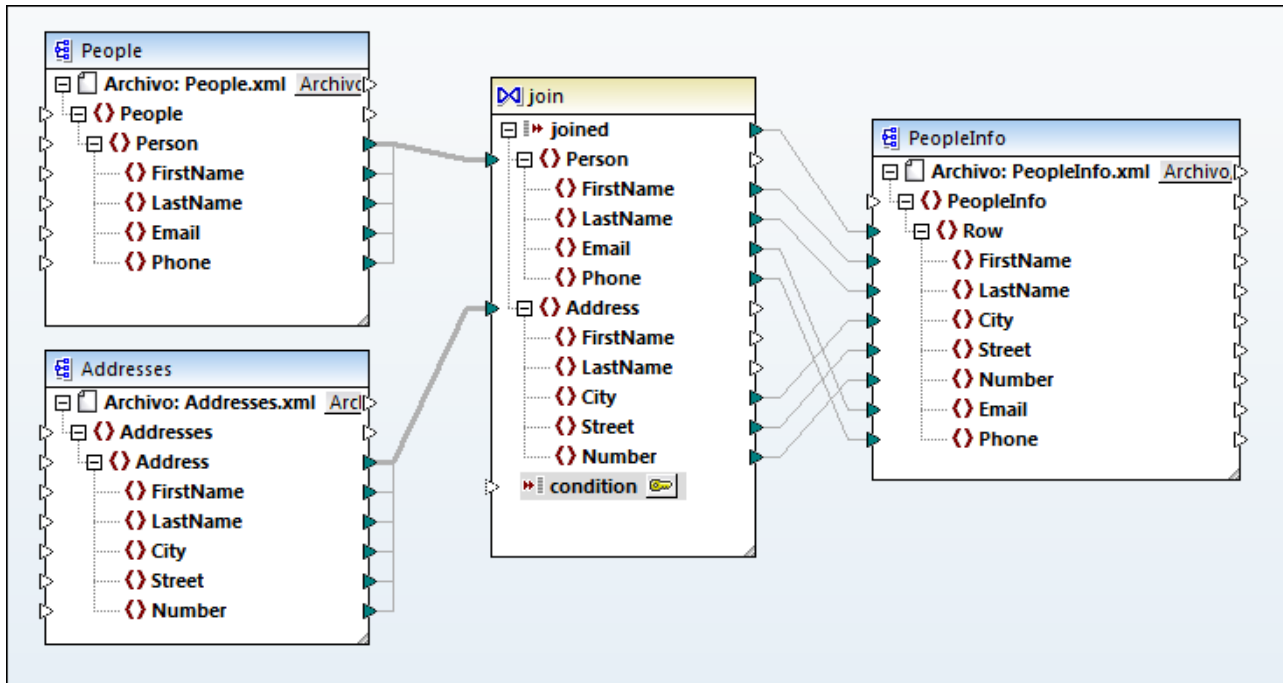 People
Archivo: People.xml Archivo
People
Person
FirstName
LastName
Email
Phone
Addresses
Archivo: Addresses.xml Arch
Addresses
Address
FirstName
LastName
City
Street
Number
join
joined
Person
FirstName
LastName
Email
Phone
Address
FirstName
LastName
City
Street
Number
condition
PeopleInfo
Archivo: PeopleInfo.xml Archivo
PeopleInfo
Row
FirstName
LastName
City
Street
Number
Email
Phone